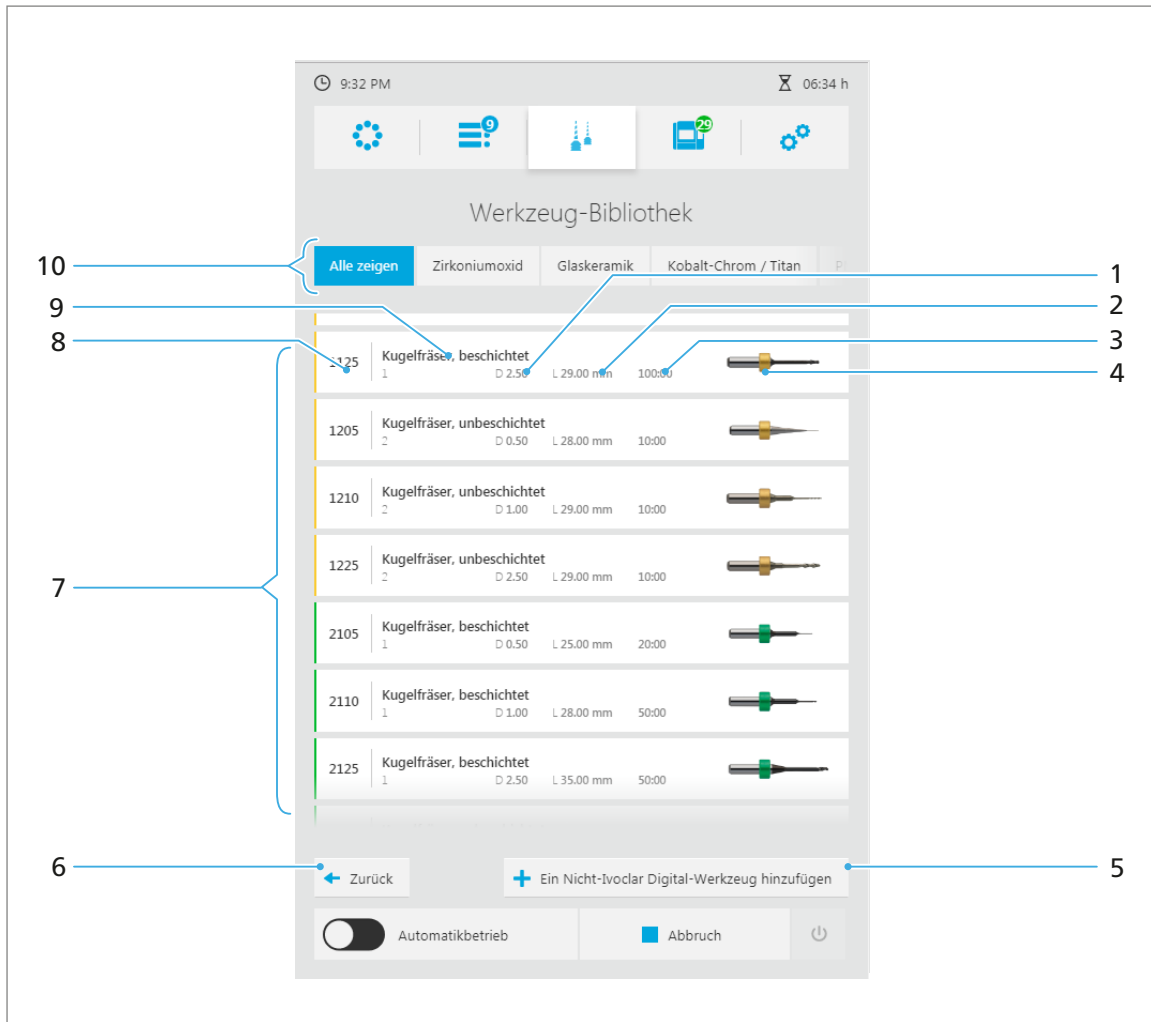 9:32 PM 06:34 h
9 29
Werkzeug-Bibliothek
10 Alle zeigen Zirkoniumoxid Glaskeramik Kobalt-Chrom / Titan
1
9 2
8 3
4
Kugelfräser, beschichtet
1 D 2.50 L 29.00 mm
1205 Kugelfräser, unbeschichtet
2 D 0.50 L 28.00 mm 10:00
1210 Kugelfräser, unbeschichtet
2 D 1.00 L 29.00 mm 10:00
1225 Kugelfräser, unbeschichtet
2 D 2.50 L 29.00 mm 10:00
7
2105 Kugelfräser, beschichtet
1 D 0.50 L 25.00 mm 20:00
2110 Kugelfräser, beschichtet
1 D 1.00 L 28.00 mm 50:00
2125 Kugelfräser, beschichtet
1 D 2.50 L 35.00 mm 50:00
6 Zurück Ein Nicht-Ivoclar Digital-Werkzeug hinzufügen 5
Automatikbetrieb Abbruch